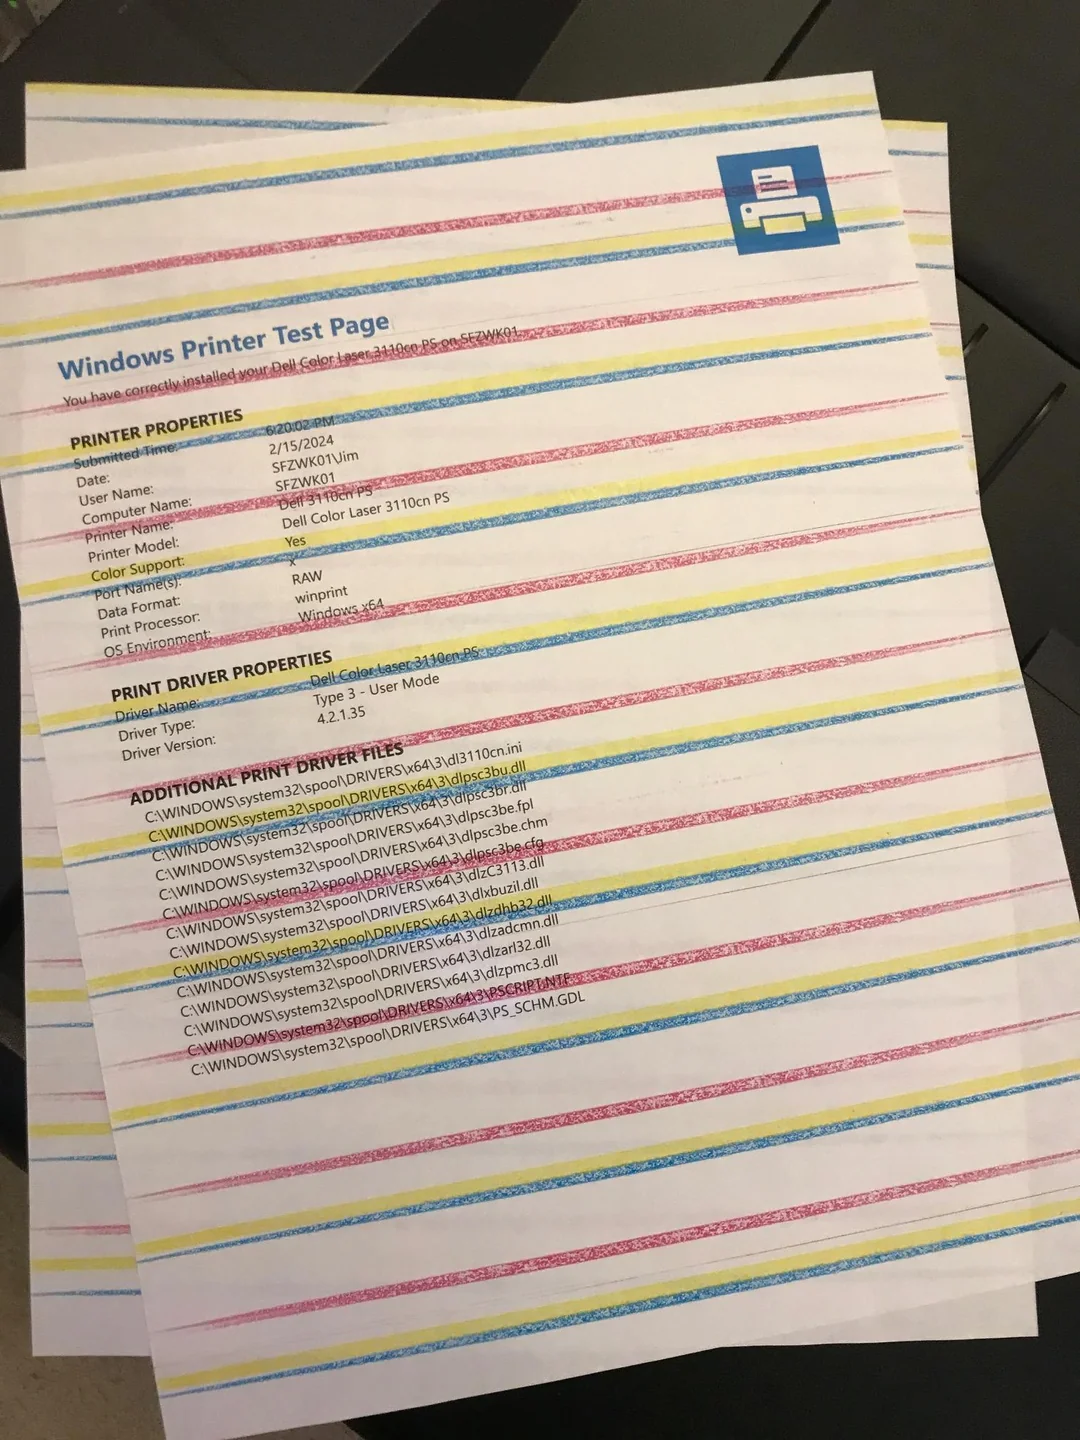 Windows Printer Test Page
You have correctly installed your Dell Color Laser 3110cn PS on SFZWK01.
PRINTER PROPERTIES
Submitted Time: 6:20:02 PM
Date: 2/15/2024
User Name: SFZWK01\Jim
Computer Name: SFZWK01
Printer Name: Dell 3110cn PS
Printer Model: Dell Color Laser 3110cn PS
Color Support: Yes
Port Name(s): x
Data Format: RAW
Print Processor: winprint
OS Environment: Windows x64
PRINT DRIVER PROPERTIES
Driver Name: Dell Color Laser 3110cn PS
Driver Type: Type 3 - User Mode
Driver Version: 4.2.1.35
ADDITIONAL PRINT DRIVER FILES
C:\WINDOWS\system32\spool\DRIVERS\x64\3\dl3110cn.ini
C:\WINDOWS\system32\spool\DRIVERS\x64\3\dlpsc3bu.dll
C:\WINDOWS\system32\spool\DRIVERS\x64\3\dlpsc3br.dll
C:\WINDOWS\system32\spool\DRIVERS\x64\3\dlpsc3be.fpl
C:\WINDOWS\system32\spool\DRIVERS\x64\3\dlpsc3be.chm
C:\WINDOWS\system32\spool\DRIVERS\x64\3\dlpsc3be.cfg
C:\WINDOWS\system32\spool\DRIVERS\x64\3\dlzC3113.dll
C:\WINDOWS\system32\spool\DRIVERS\x64\3\dlxbuzil.dll
C:\WINDOWS\system32\spool\DRIVERS\x64\3\dlzdhb32.dll
C:\WINDOWS\system32\spool\DRIVERS\x64\3\dlzadcmn.dll
C:\WINDOWS\system32\spool\DRIVERS\x64\3\dlzarl32.dll
C:\WINDOWS\system32\spool\DRIVERS\x64\3\dlzpmc3.dll
C:\WINDOWS\system32\spool\DRIVERS\x64\3\PSCRIPT.NTF
C:\WINDOWS\system32\spool\DRIVERS\x64\3\PS_SCHM.GDL